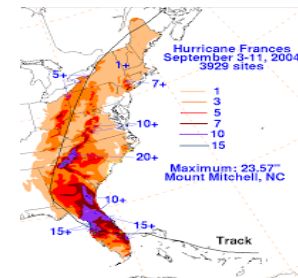 Hurricane Frances
September 3-11, 2004
3929 sites
5+
1+
7+
1
3
5
7
10
15
10+
20+
Maximum: 23.57"
Mount Mitchell, NC
10+
15+
15+
Track